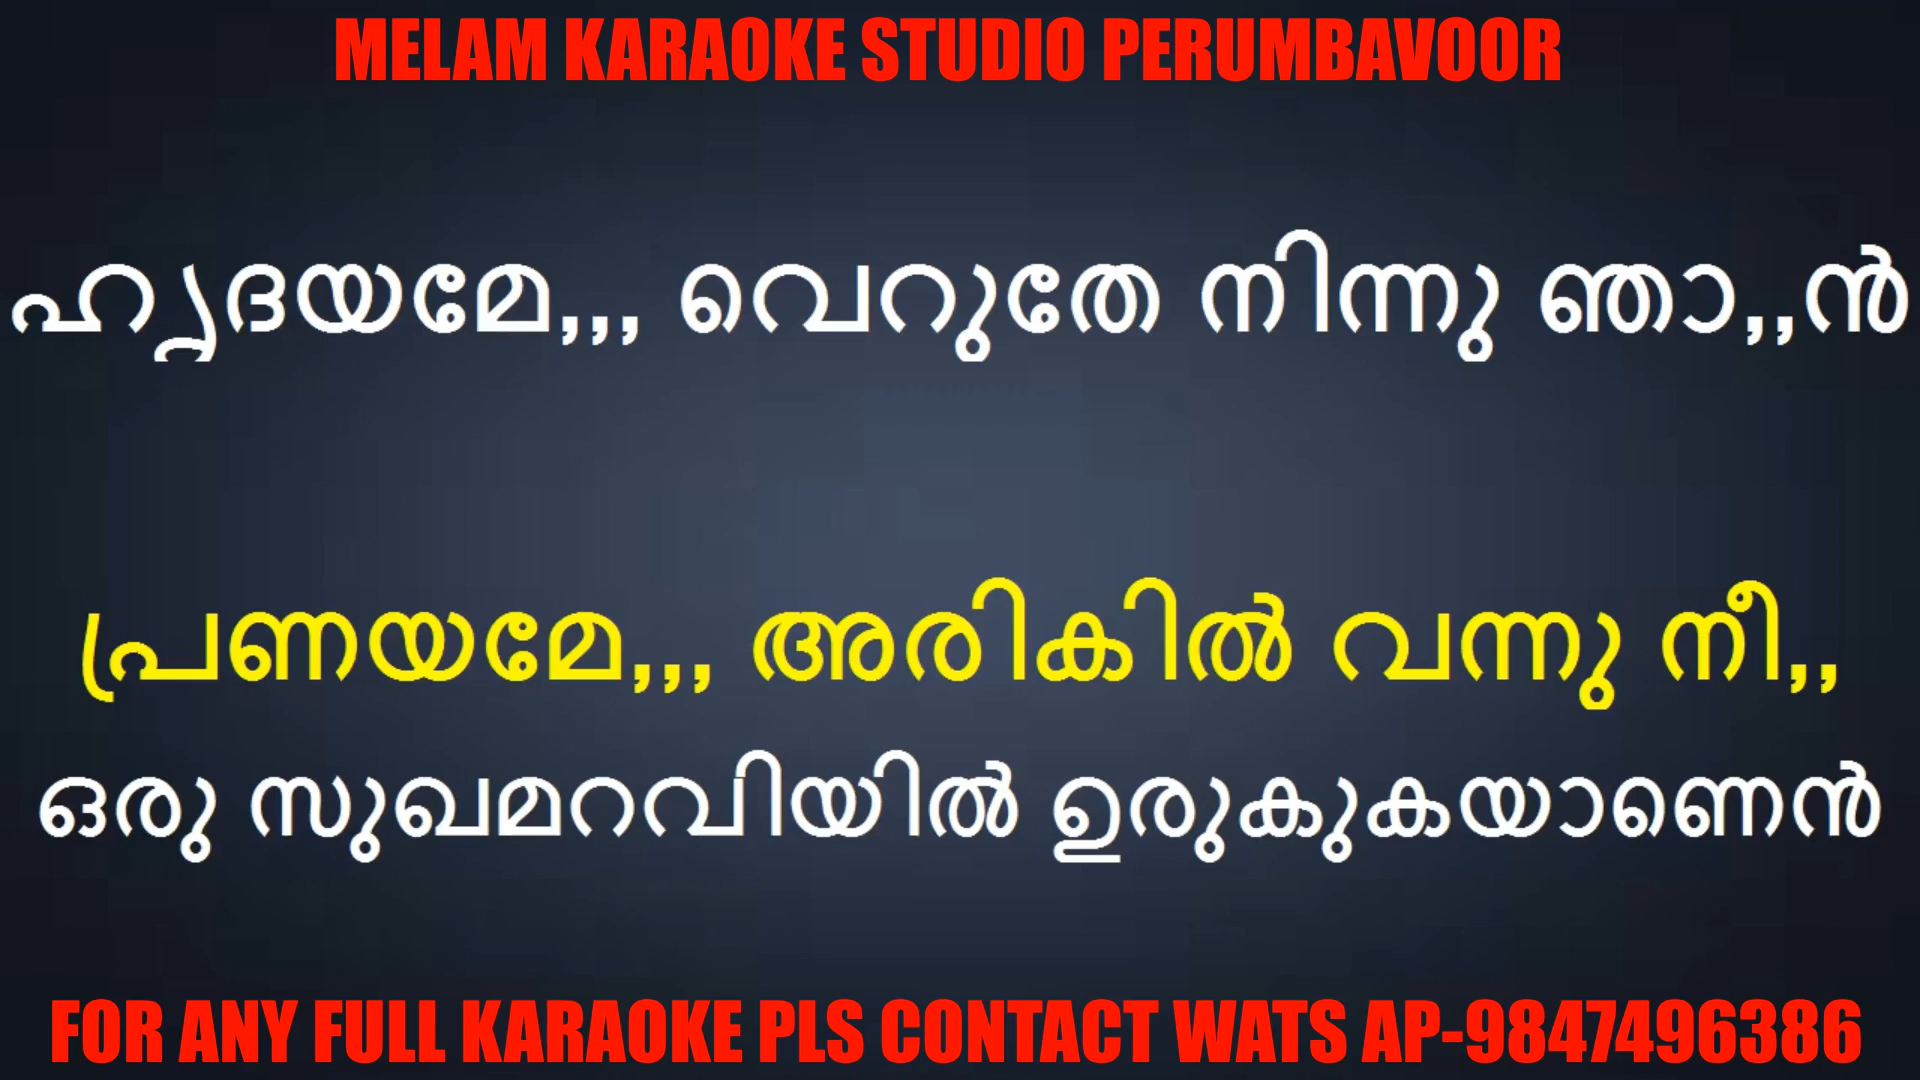 MELAM KARAOKE STUDIO PERUMBAVOOR
ഹൃദയമേ,,, വെറുതേ നിന്നു ഞാ,,ൻ
പ്രണയമേ,,, അരികിൽ വന്നു നീ,,
ഒരു സുഖമറവിയിൽ ഉരുകുകയാണെൻ
FOR ANY FULL KARAOKE PLS CONTACT WATS AP-9847496386